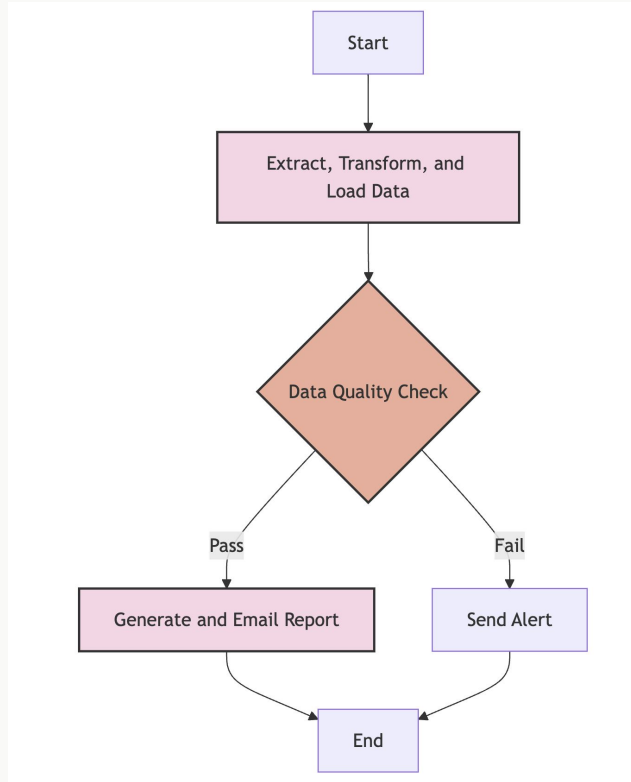 Start
Extract, Transform, and
Load Data
Data Quality Check
Pass
Fail
Generate and Email Report
Send Alert
End